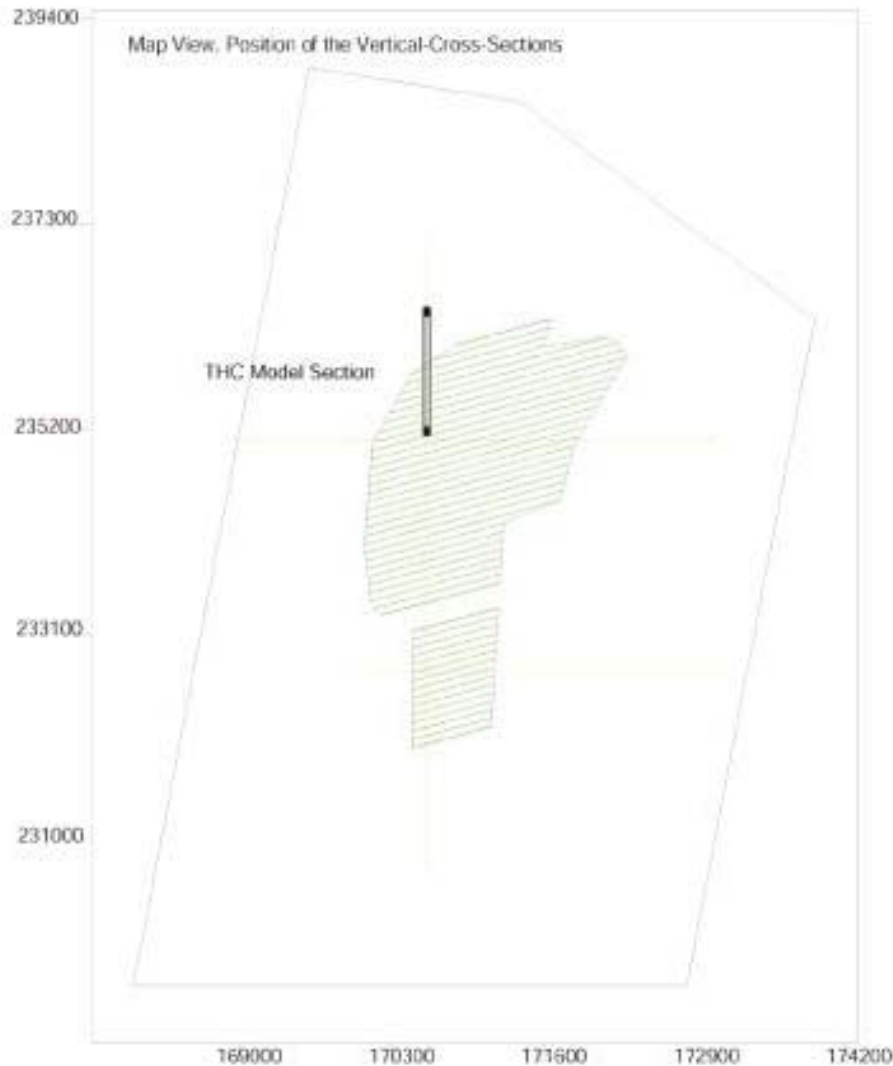 239400
Map View. Position of the Vertical-Cross-Sections
237300
THC Model Section
235200
233100
231000
169000 170300 171600 172900 174200